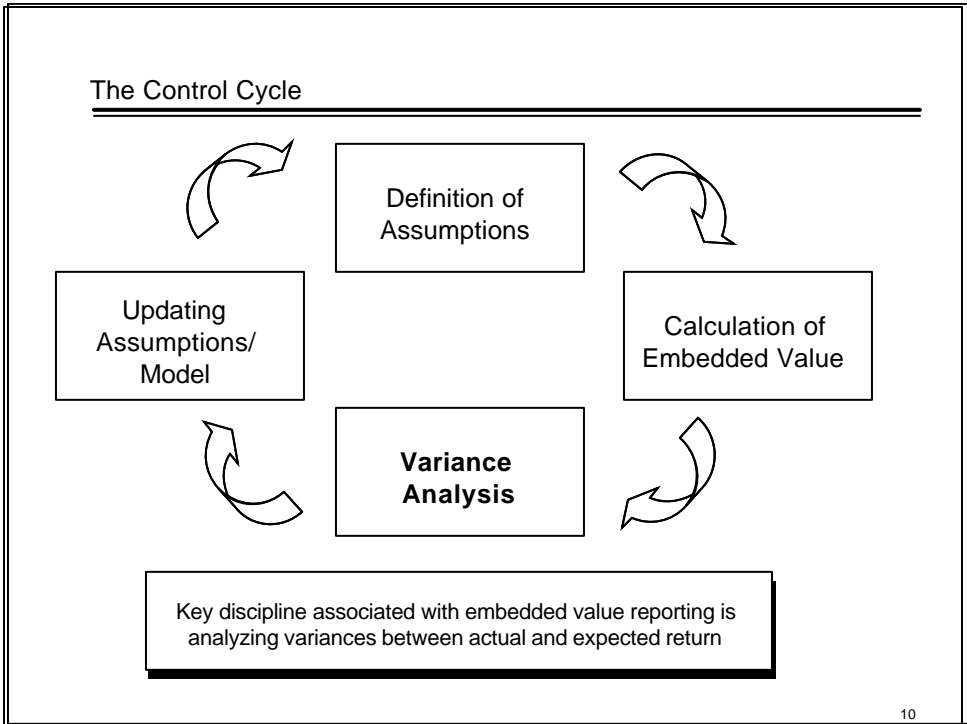 The Control Cycle
Definition of
Assumptions
Updating
Assumptions/
Model
Calculation of
Embedded Value
Variance
Analysis
Key discipline associated with embedded value reporting is
analyzing variances between actual and expected return
10